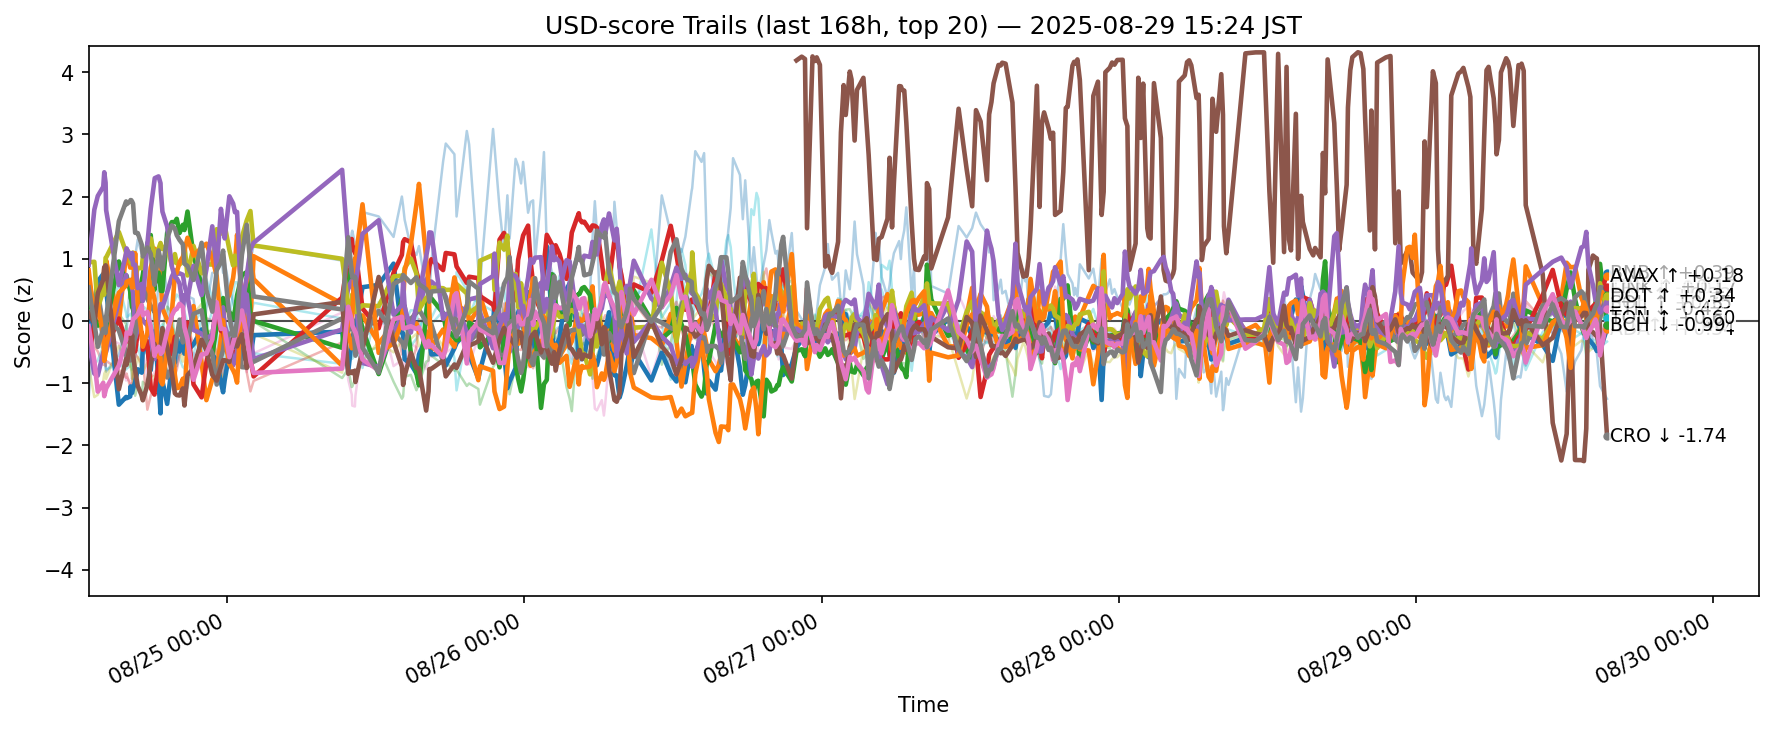 USD-score Trails (last 168h, top 20) — 2025-08-29 15:24 JST
Score (z)
4
3
2
1
0
−1
−2
−3
−4
AVAX ↑ +0.18
DOT ↑ +0.34
BCH ↓ -0.99
CRO ↓ -1.74
08/25 00:00
08/26 00:00
08/27 00:00
08/28 00:00
08/29 00:00
08/30 00:00
Time